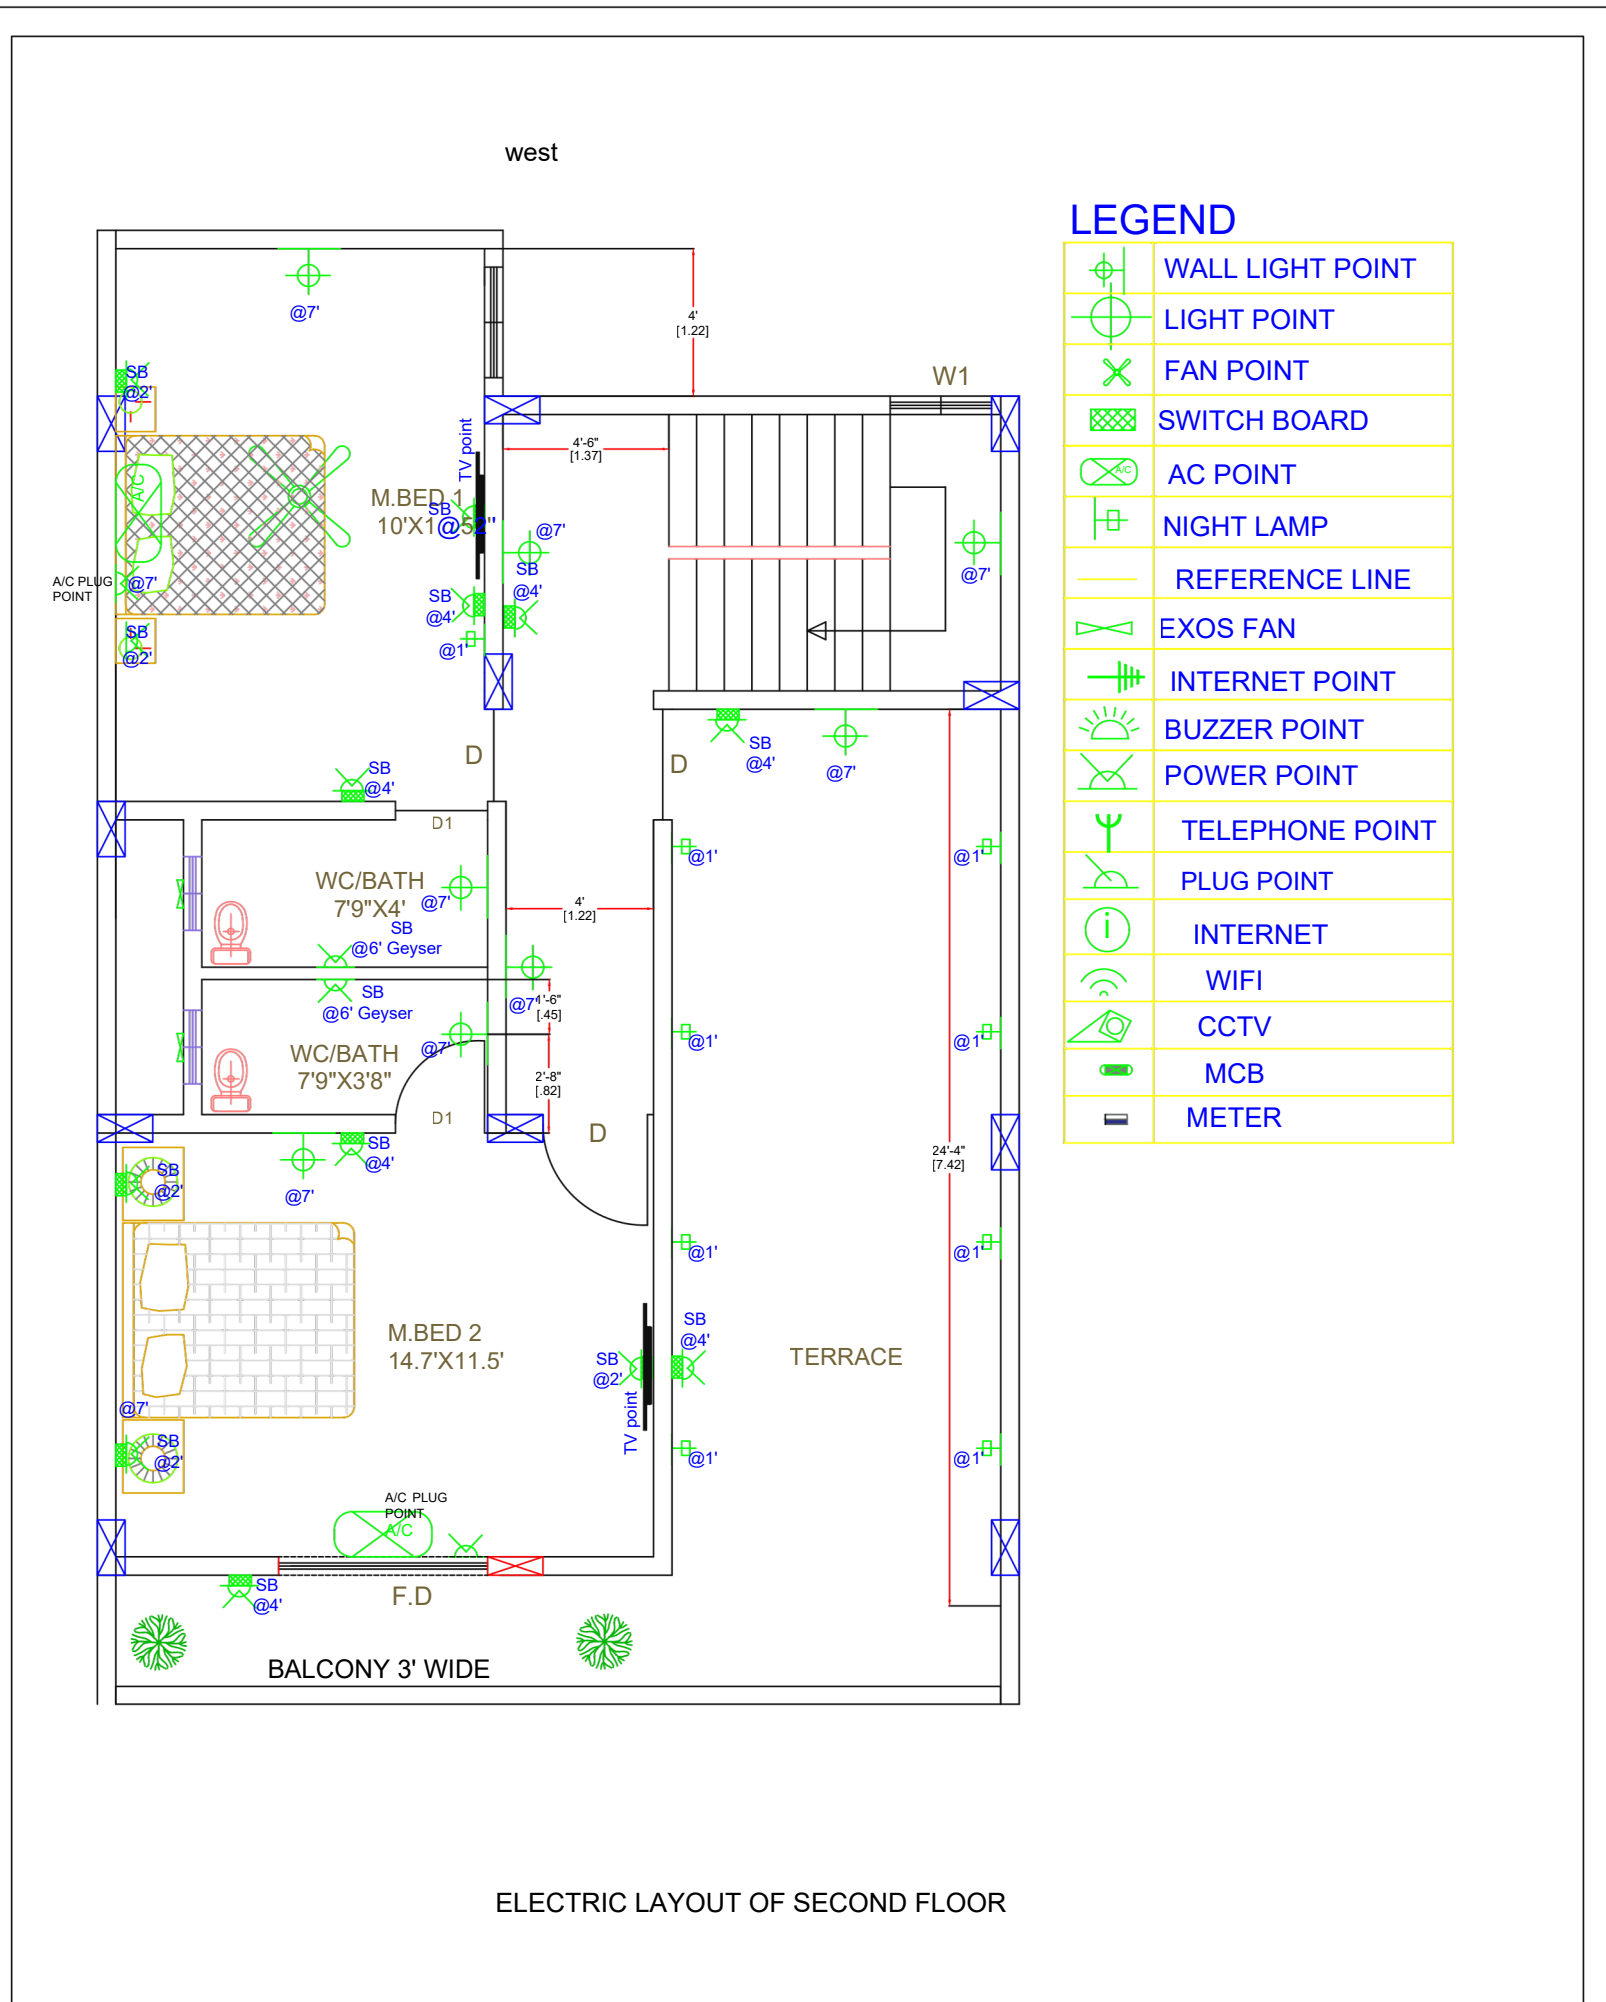 west
LEGEND
WALL LIGHT POINT
LIGHT POINT
FAN POINT
SWITCH BOARD
A/C
AC POINT
NIGHT LAMP
REFERENCE LINE
EXOS FAN
INTERNET POINT
BUZZER POINT
POWER POINT
TELEPHONE POINT
PLUG POINT
i
INTERNET
WIFI
CCTV
MCB
METER
@7'
4'
[1.22]
SB
@2'
W1
4'-6"
[1.37]
TV point
A/C
M.BED 1
SB
@7'
@7'
A/C PLUG
POINT
@7'
SB
@4'
SB
@4'
SB
@2'
@1'
D
D
SB
@4'
@7'
SB
@4'
D1
@1'
@1'
WC/BATH
7'9"X4'
@7'
4'
[1.22]
SB
@6' Geyser
SB
@6' Geyser
@7'
1'-6"
[.45]
@7'
@1'
@1'
WC/BATH
7'9"X3'8"
2'-8"
[.82]
D1
D
SB
@4'
24'-4"
[7.42]
SB
@2'
@7'
@1'
@1'
M.BED 2
14.7'X11.5'
SB
@4'
SB
@2'
TERRACE
@7'
TV point
SB
@2'
@1'
@1'
A/C PLUG
POINT
A/C
SB
@4'
F.D
BALCONY 3' WIDE
ELECTRIC LAYOUT OF SECOND FLOOR